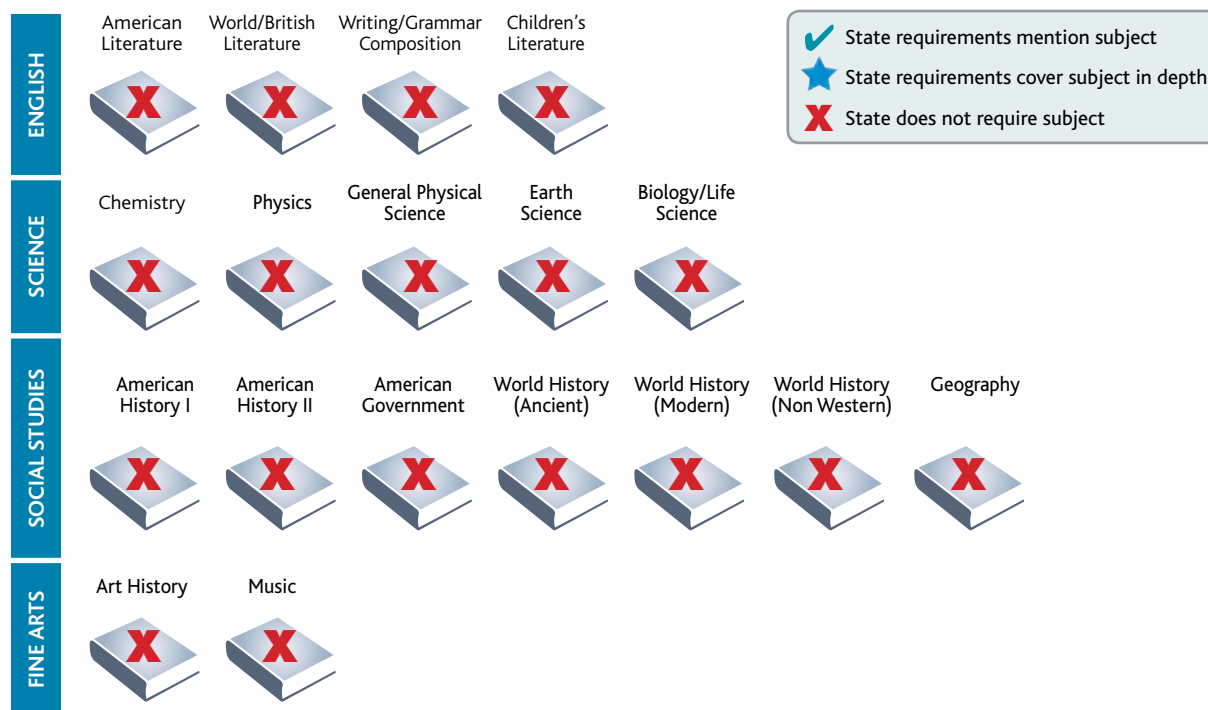 ENGLISH
American
Literature
World/British
Literature
Writing/Grammar
Composition
Children's
Literature
X
X
X
X
State requirements mention subject
State requirements cover subject in depth
X State does not require subject
SCIENCE
Chemistry
Physics
General Physical
Science
Earth
Science
Biology/Life
Science
X
X
X
X
X
SOCIAL STUDIES
American
History I
American
History II
American
Government
World History
(Ancient)
World History
(Modern)
World History
(Non Western)
Geography
X
X
X
X
X
X
X
FINE ARTS
Art History
Music
X
X